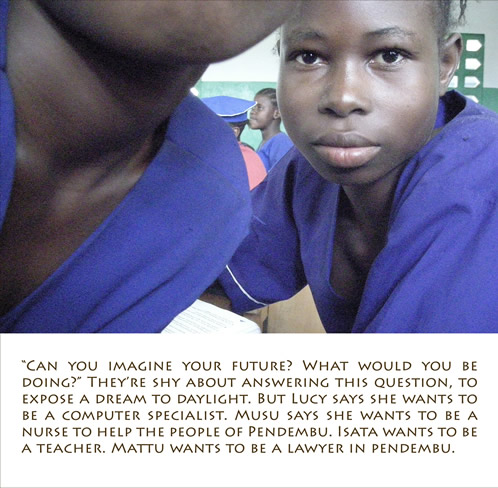 “Can you imagine your future? What would you be
doing?” They’re shy about answering this question, to
expose a dream to daylight. But Lucy says she wants to
be a computer specialist. Musu says she wants to be a
nurse to help the people of Pendembu. Isata wants to be
a teacher. Mattu wants to be a lawyer in pendembu.